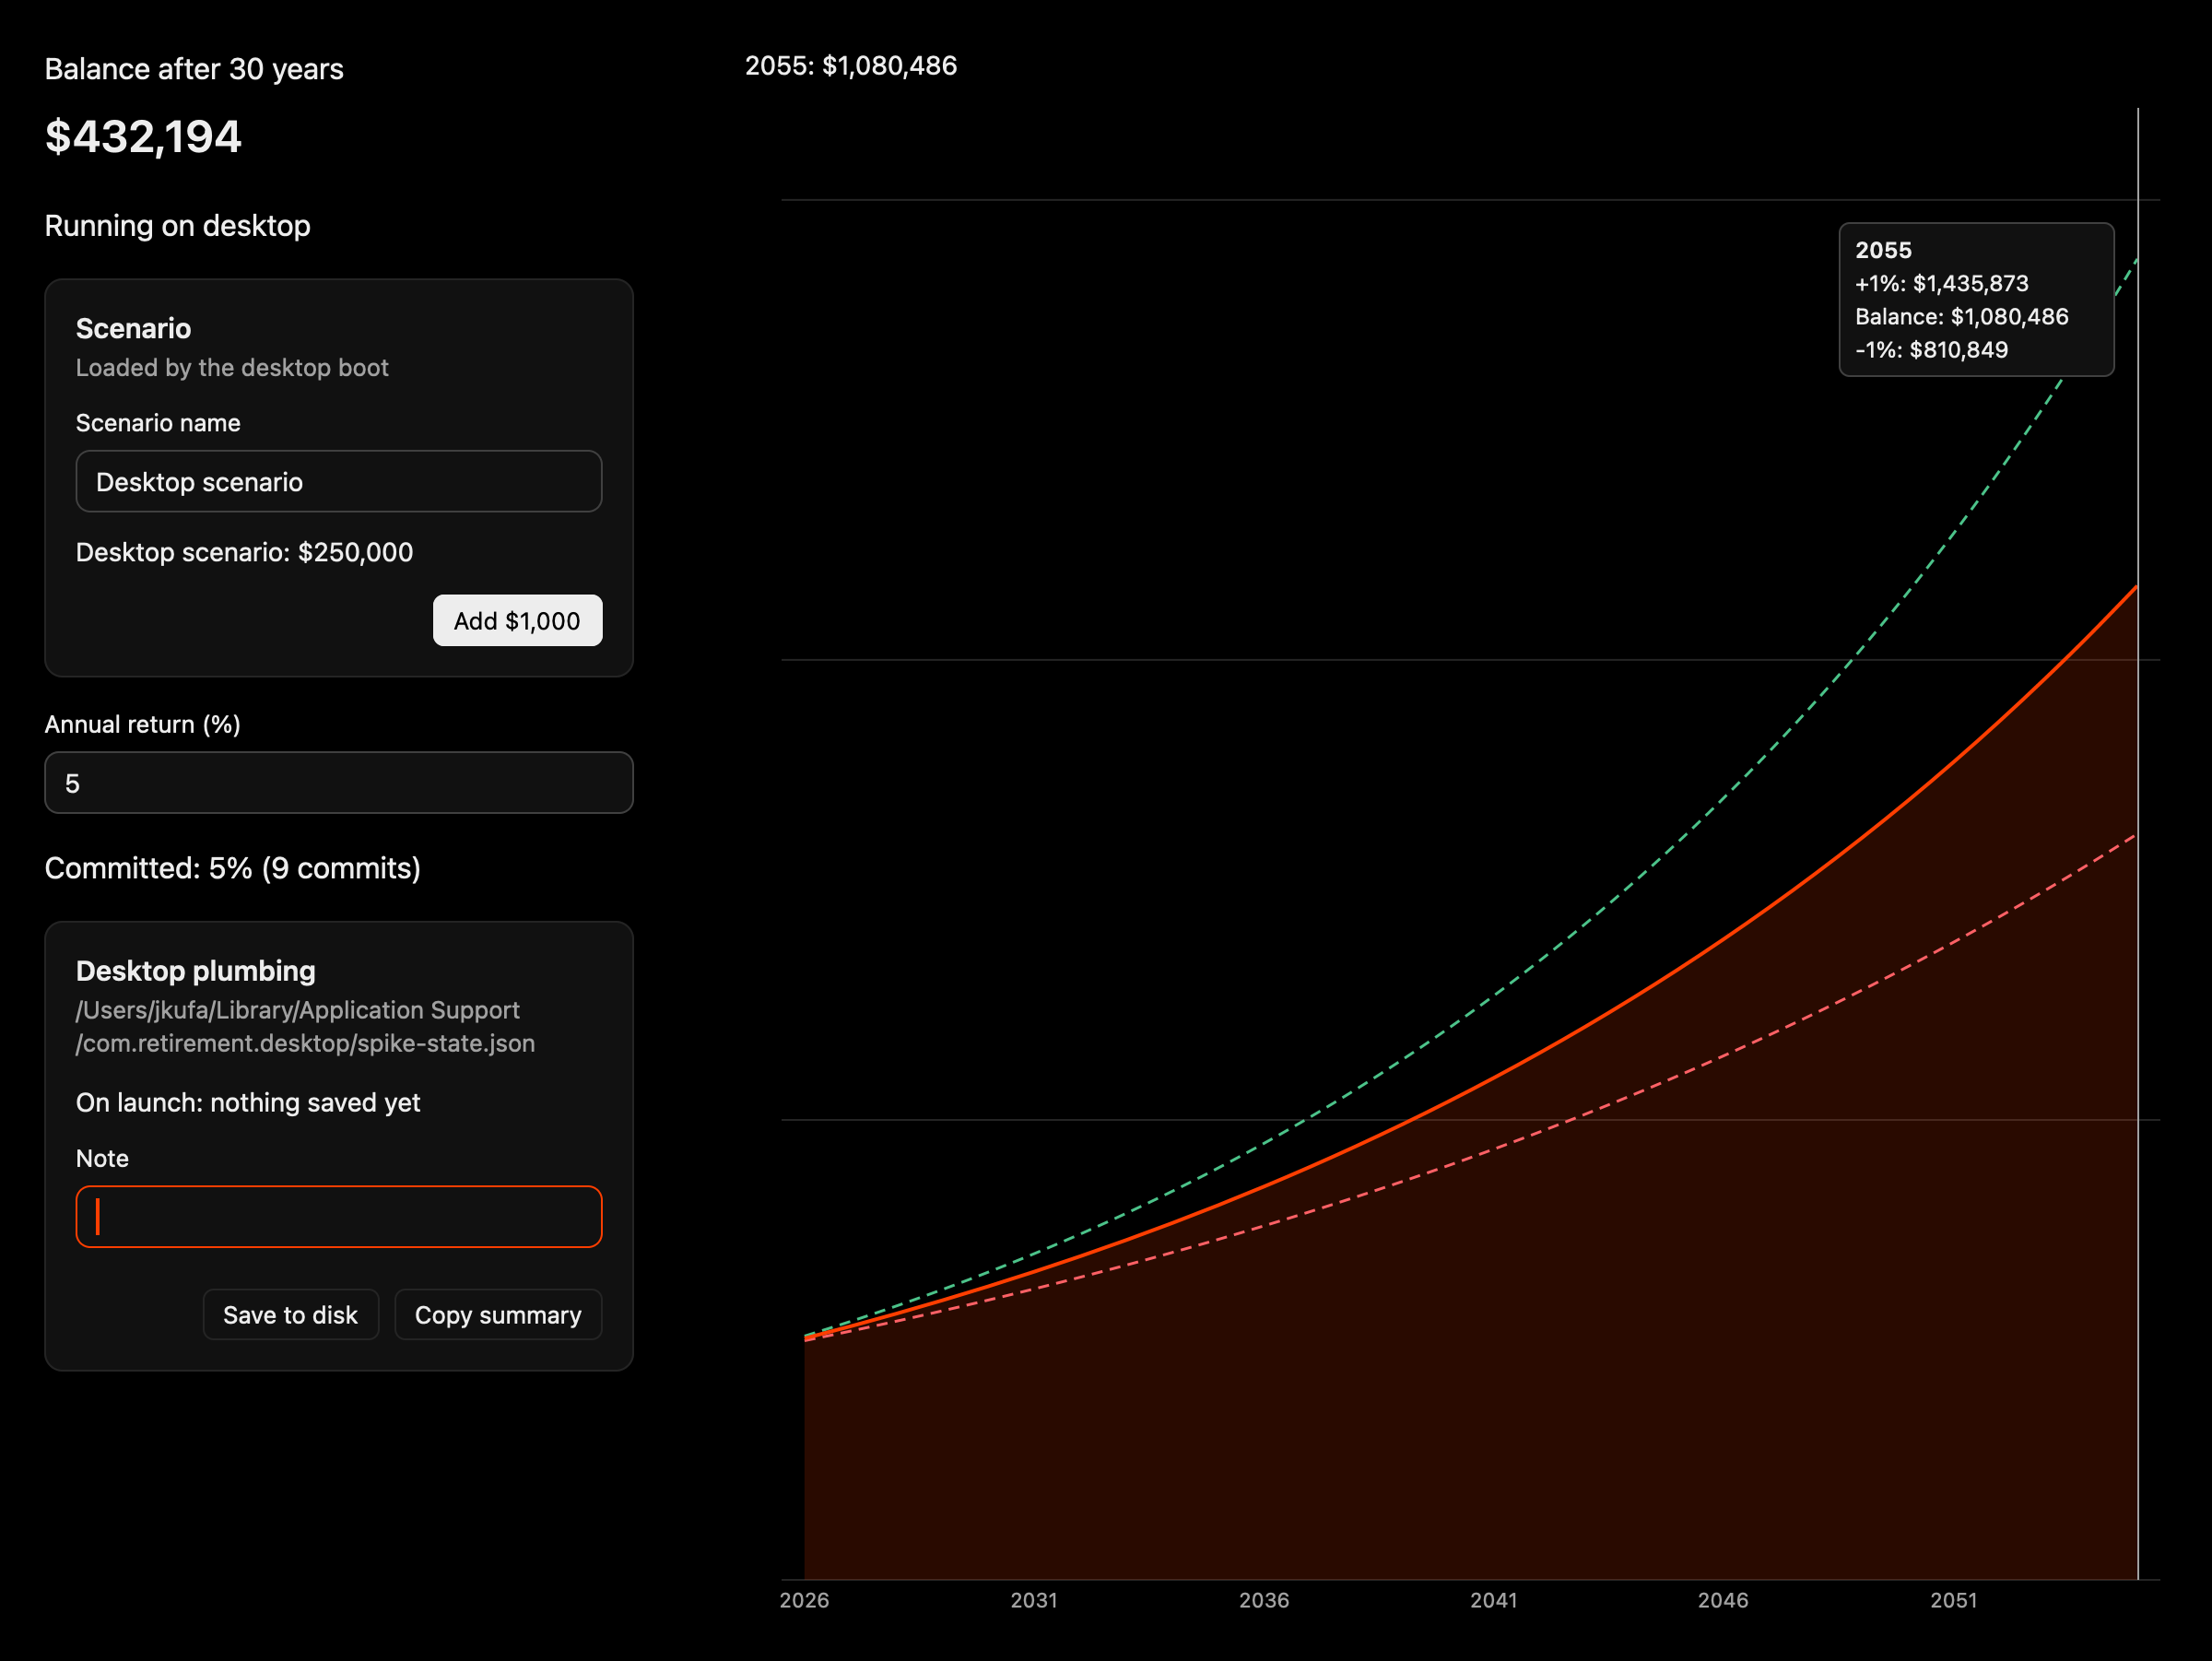 Balance after 30 years
$432,194
Running on desktop
Scenario
Loaded by the desktop boot
Scenario name
Desktop scenario
Desktop scenario: $250,000
Add $1,000
Annual return (%)
5
Committed: 5% (9 commits)
Desktop plumbing
/Users/jkufa/Library/Application Support
/com.retirement.desktop/spike-state.json
On launch: nothing saved yet
Note
Save to disk
Copy summary
2055: $1,080,486
2055
+1%: $1,435,873
Balance: $1,080,486
-1%: $810,849
2026
2031
2036
2041
2046
2051